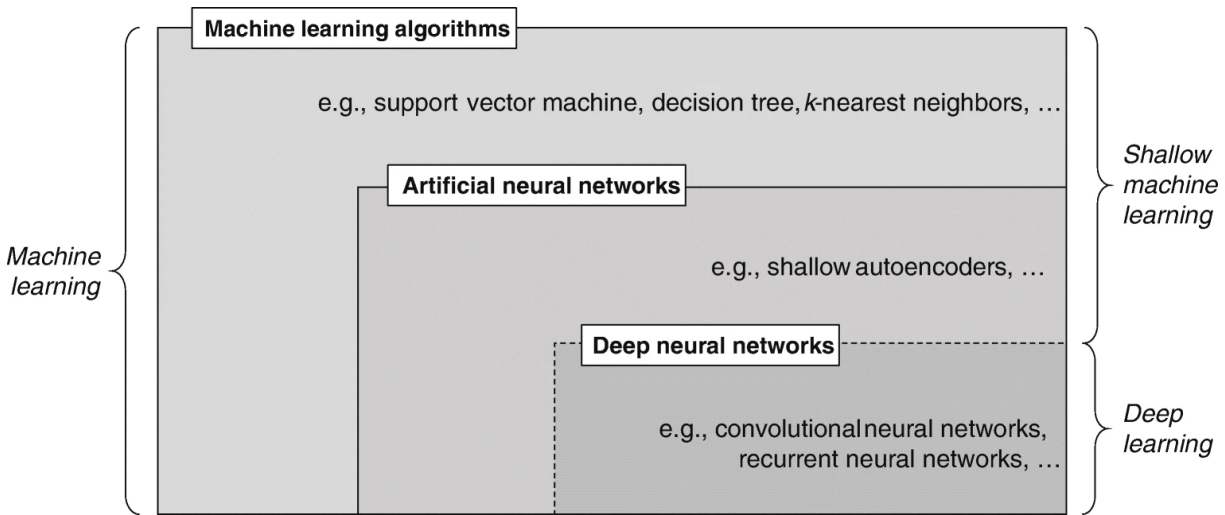 Machine learning algorithms
e.g., support vector machine, decision tree, k-nearest neighbors, …
Artificial neural networks
e.g., shallow autoencoders, …
Deep neural networks
e.g., convolutional neural networks,
recurrent neural networks, …
Machine
learning
Shallow
machine
learning
Deep
learning